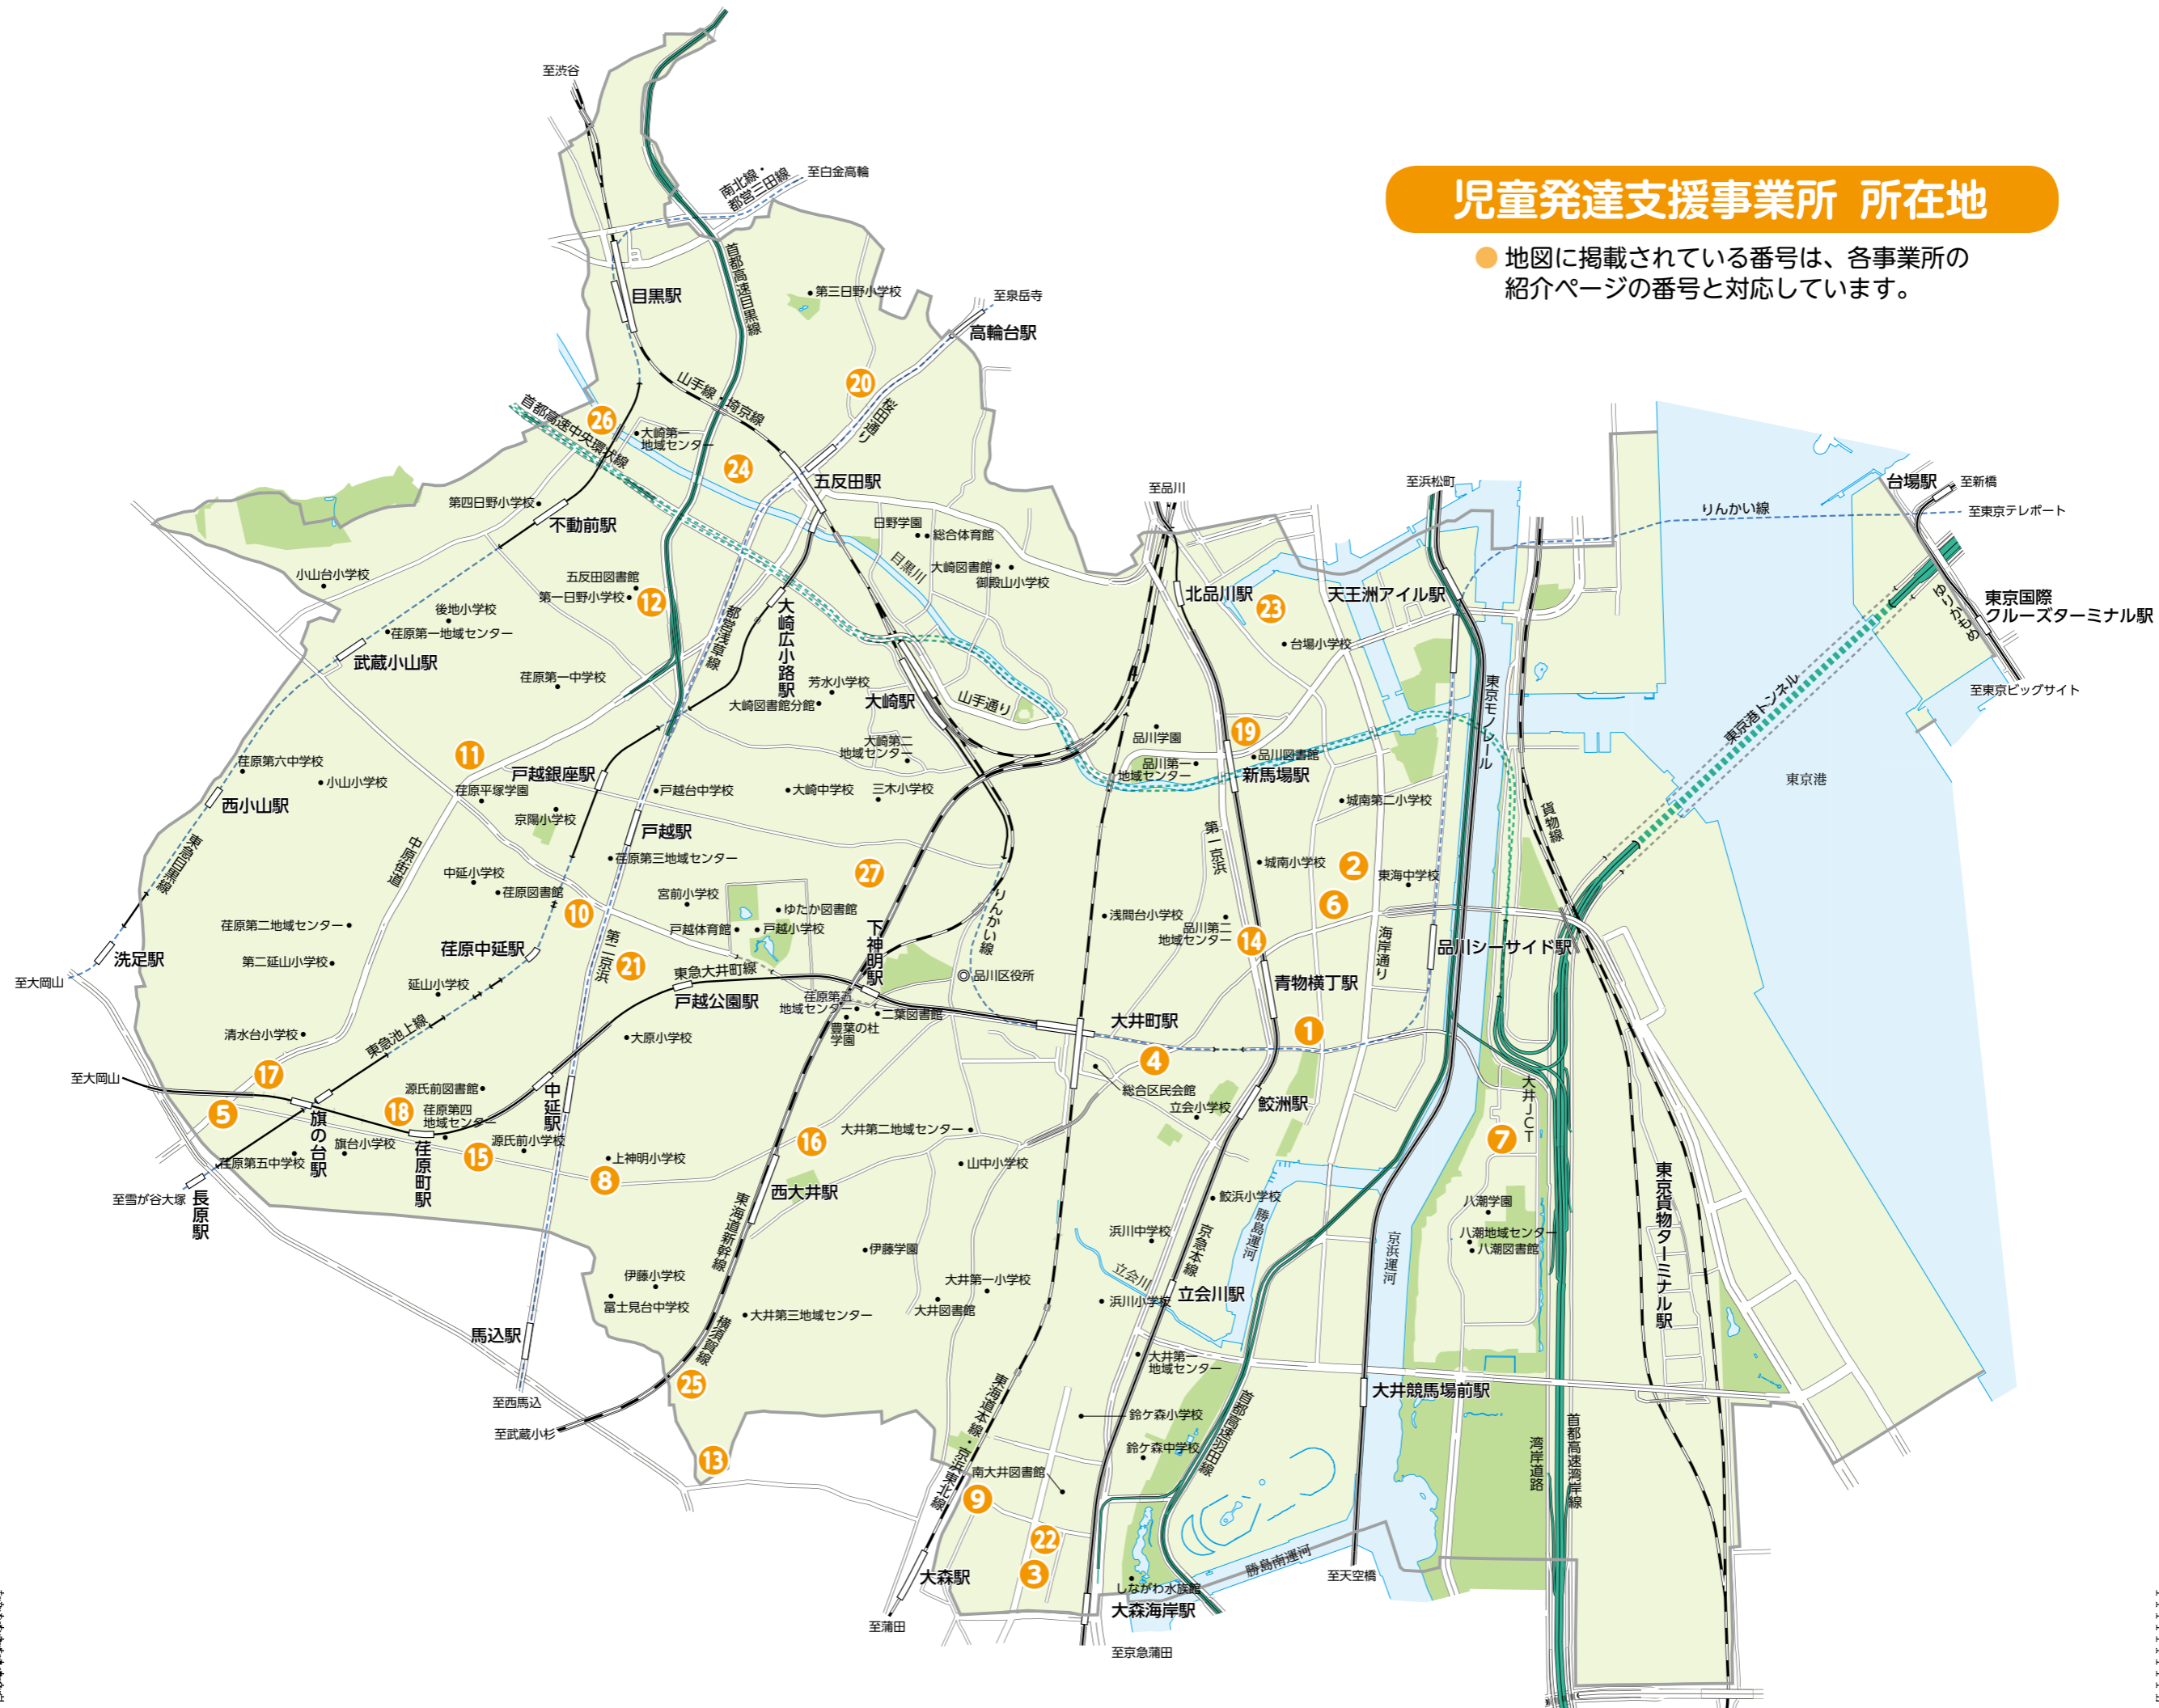 児童発達支援事業所 所在地
地図に掲載されている番号は、各事業所の
紹介ページの番号と対応しています。
至渋谷
南北線・
都営三田線
至白金高輪
首都高速目黒線
目黒駅
第三日野小学校
至泉岳寺
高輪台駅
20
桜田通り
山手線・埼京線
26
首都高速中央環状線
大崎第一
地域センター
24
五反田駅
第四日野小学校
不動前駅
日野学園
総合体育館
目黒川
大崎図書館
御殿山小学校
至品川
至浜松町
りんかい線
台場駅
至新橋
至東京テレポート
ゆりかもめ
東京国際
クルーズターミナル駅
至東京ビッグサイト
東京港トンネル
東京港
小山台小学校
五反田図書館
第一日野小学校
12
後地小学校
荏原第一地域センター
武蔵小山駅
都営浅草線
大崎広小路駅
北品川駅
23
天王洲アイル駅
台場小学校
東京モノレール
荏原第一中学校
芳水小学校
大崎図書館分館
大崎駅
山手通り
大崎第二
地域センター
品川学園
19
品川図書館
品川第一
地域センター
新馬場駅
11
荏原第六中学校
小山小学校
西小山駅
東急目黒線
戸越銀座駅
荏原平塚学園
京陽小学校
戸越台中学校
大崎中学校
三木小学校
戸越駅
城南第二小学校
貨物線
中原街道
荏原第三地域センター
第一京浜
城南小学校
2
東海中学校
6
中延小学校
荏原図書館
10
宮前小学校
27
ゆたか図書館
戸越体育館
戸越小学校
下神明駅
りんかい線
浅間台小学校
品川第二
地域センター
14
海岸通り
品川シーサイド駅
荏原第二地域センター
第二延山小学校
荏原中延駅
洗足駅
至大岡山
第二京浜
21
東急大井町線
戸越公園駅
品川区役所
青物横丁駅
延山小学校
荏原第五
地域センター
二葉図書館
豊葉の杜
学園
大井町駅
1
4
清水台小学校
東急池上線
大原小学校
総合区民会館
立会小学校
鮫洲駅
大井JCT
7
至大岡山
17
5
旗の台駅
源氏前図書館
18
荏原第四
地域センター
中延駅
荏原町駅
15
源氏前小学校
旗台小学校
荏原第五中学校
至雪が谷大塚
長原駅
8
上神明小学校
16
大井第二地域センター
山中小学校
西大井駅
東海道新幹線
鮫浜小学校
勝島運河
京浜運河
八潮学園
八潮地域センター
八潮図書館
東京貨物ターミナル駅
浜川中学校
京急本線
立会川
伊藤学園
伊藤小学校
冨士見台中学校
大井第一小学校
大井図書館
浜川小学校
立会川駅
大井第三地域センター
横須賀線
馬込駅
至西馬込
至武蔵小杉
25
13
大井第一
地域センター
大井競馬場前駅
東海道本線・京浜東北線
鈴ケ森小学校
鈴ケ森中学校
首都高速羽田線
南大井図書館
湾岸道路
首都高速湾岸線
9
22
3
大森駅
至蒲田
しながわ水族館
勝島南運河
大森海岸駅
至京急蒲田
至天空橋